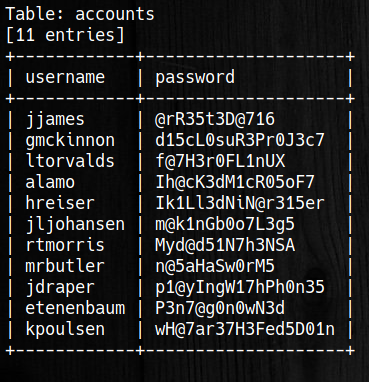 Table: accounts
[11 entries]
+------------+--------------------+
| username | password |
+------------+--------------------+
| jjames | @rR35t3D@716 |
| gmckinnon | d15cL0suR3Pr0J3c7 |
| ltorvalds | f@7H3r0FL1nUX |
| alamo | Ih@cK3dM1cR05oF7 |
| hreiser | Ik1Ll3dNiN@r315er |
| jljohansen | m@k1nGb0o7L3g5 |
| rtmorris | Myd@d51N7h3NSA |
| mrbutler | n@5aHaSw0rM5 |
| jdraper | p1@yIngW17hPh0n35 |
| etenenbaum | P3n7@g0n0wN3d |
| kpoulsen | wH@7ar37H3Fed5D01n |
+------------+--------------------+